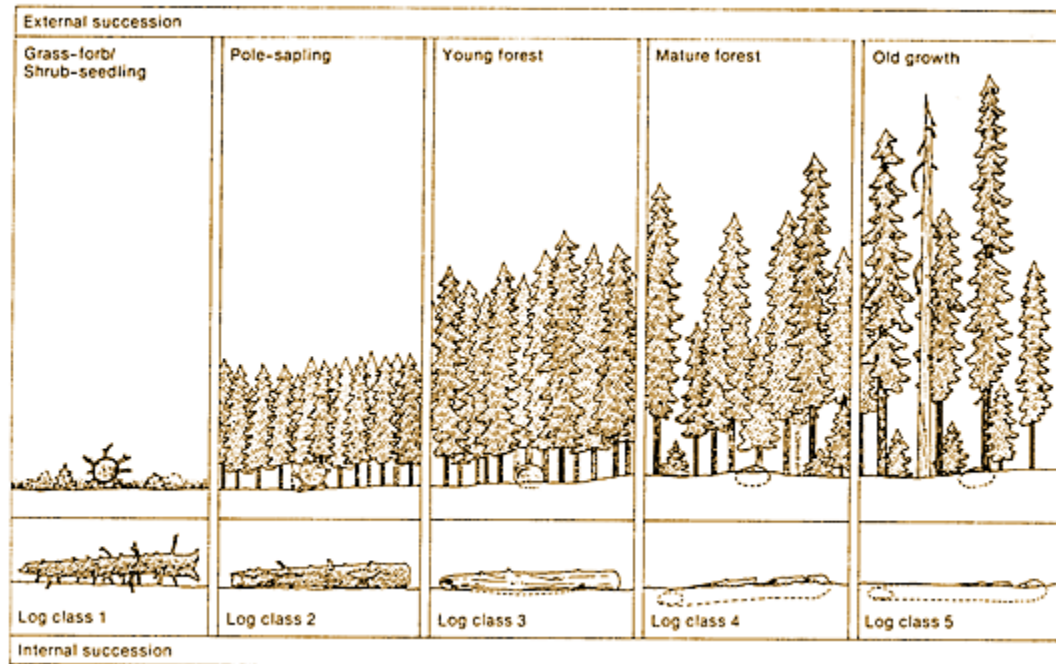 External succession
Grass-forb/
Shrub-seedling
Pole-sapling
Young forest
Mature forest
Old growth
Log class 1
Log class 2
Log class 3
Log class 4
Log class 5
Internal succession